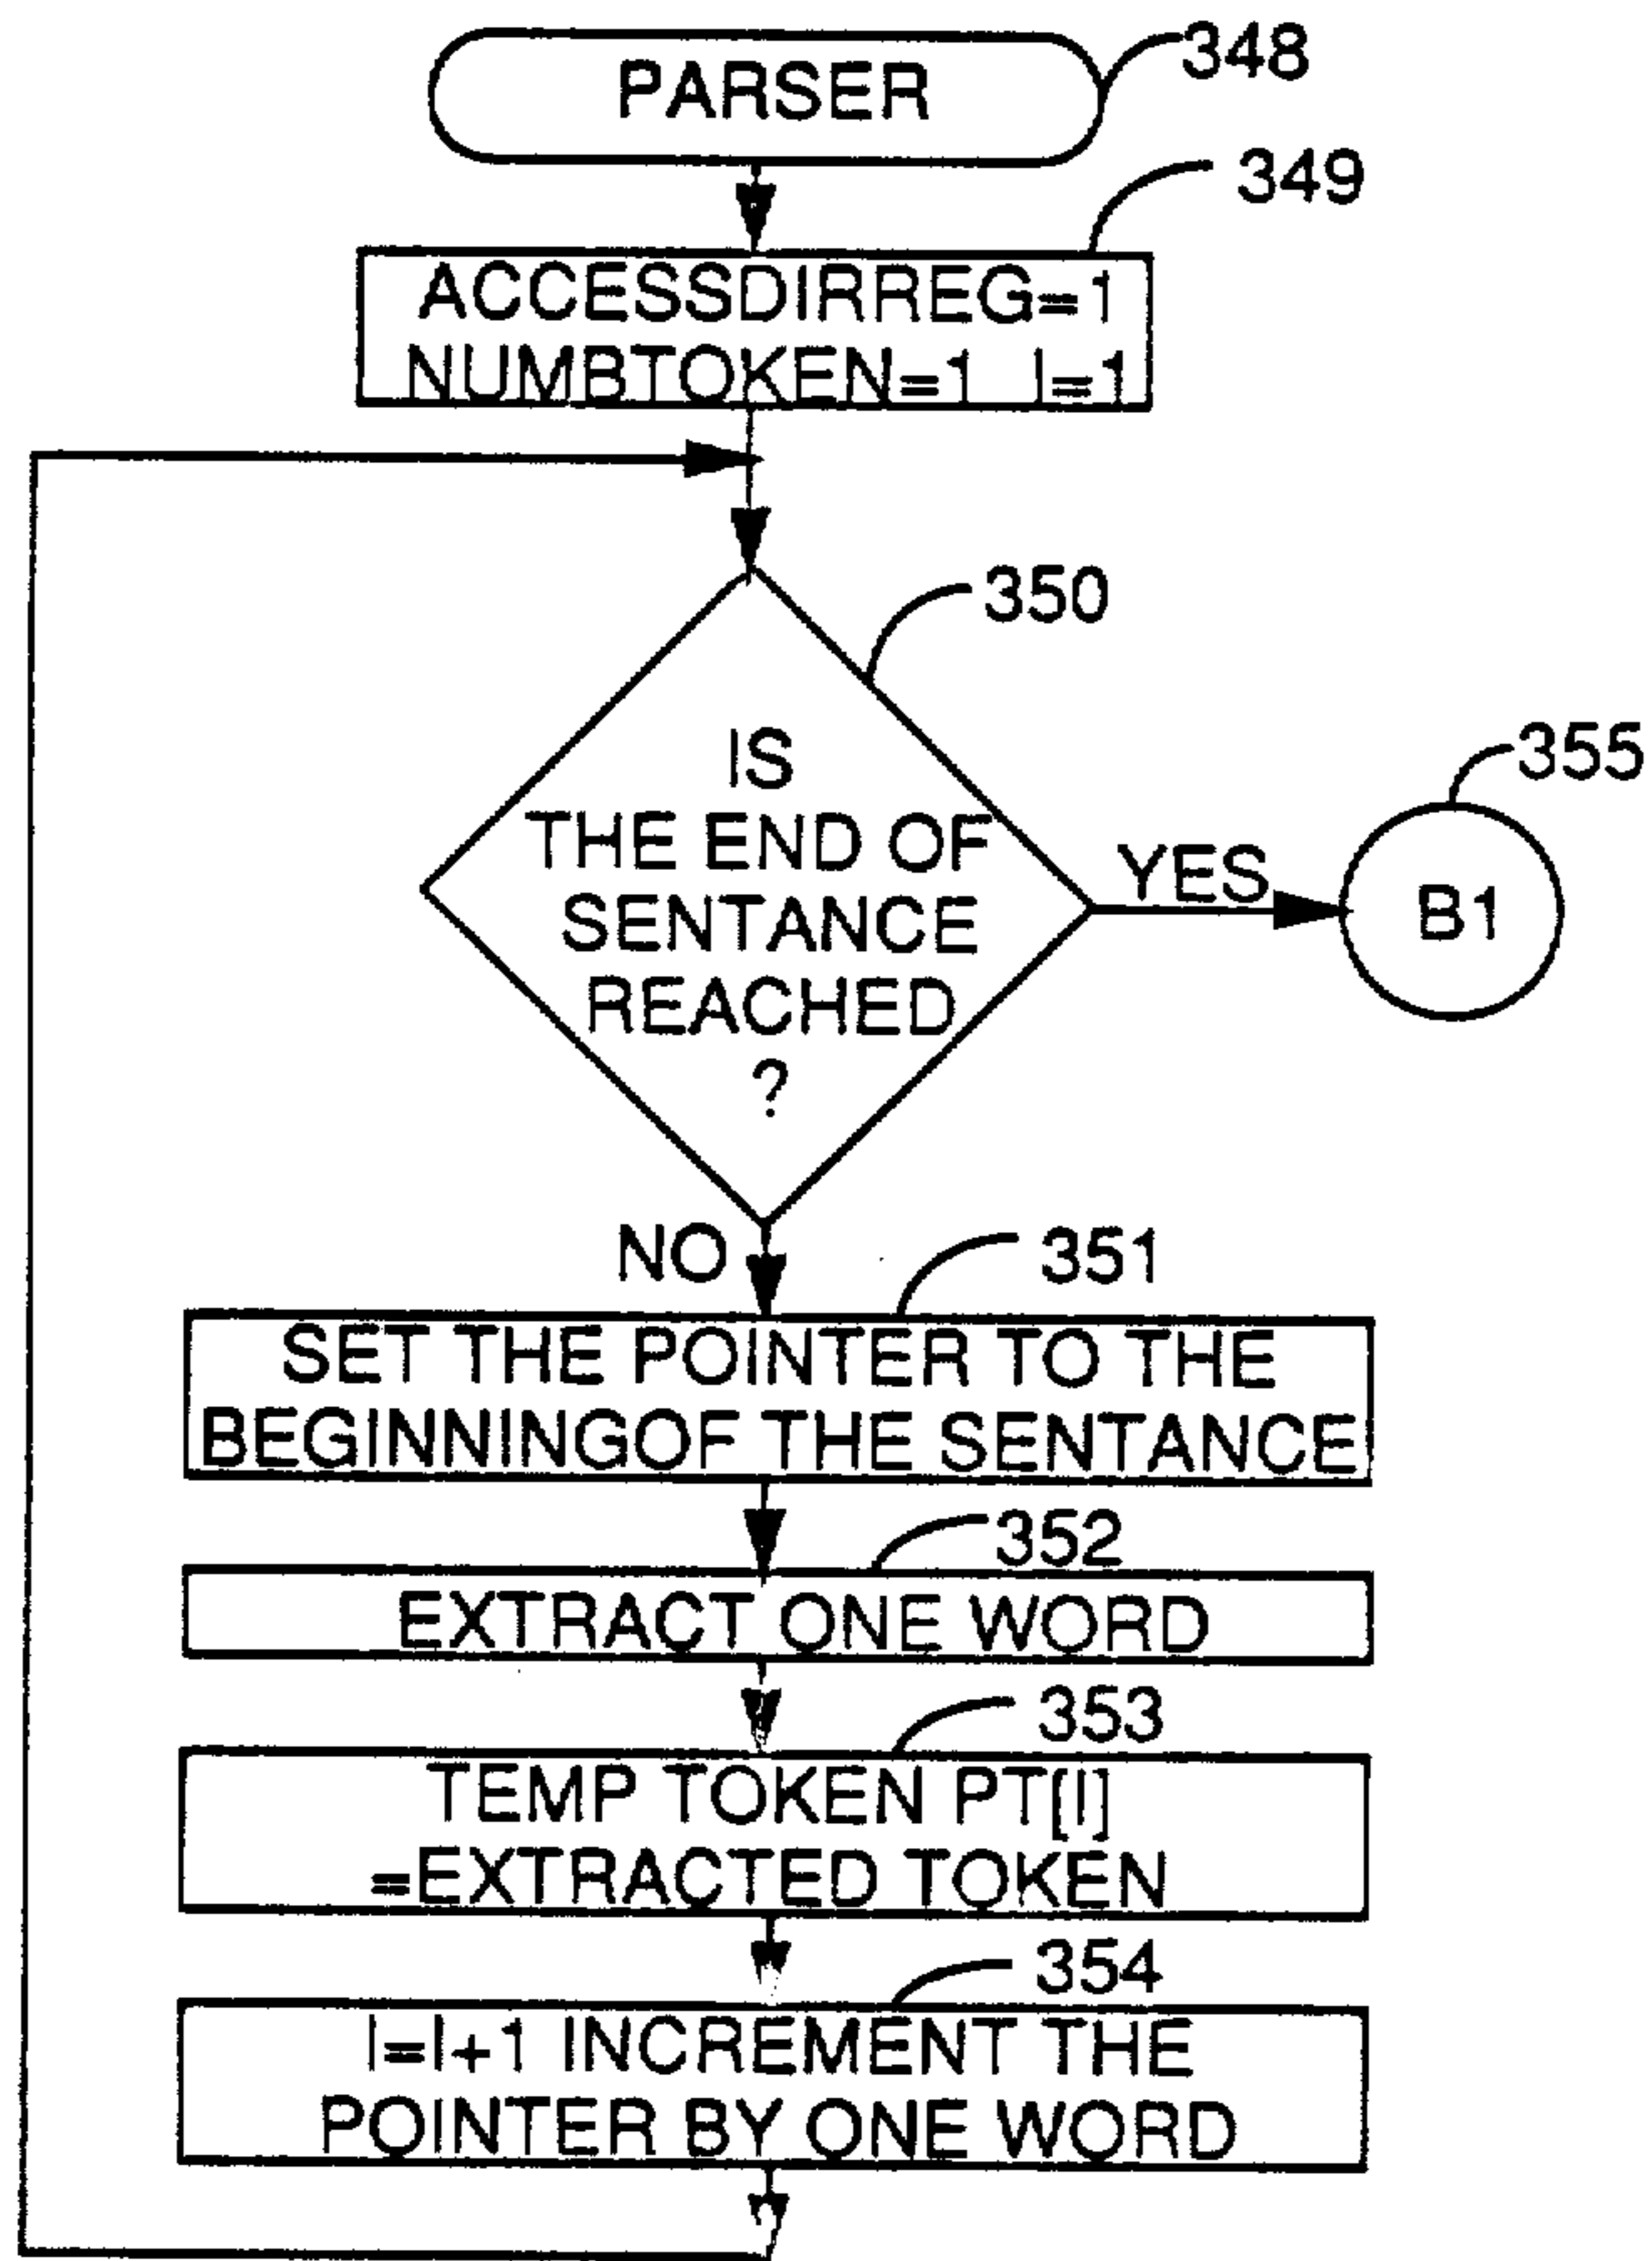 PARSER
348
349
ACCESSDIRREG=1
NUMBTOKEN=1 I=1
350
IS
THE END OF
SENTANCE
REACHED
?
YES
355
B1
NO
351
SET THE POINTER TO THE
BEGINNINGOF THE SENTANCE
352
EXTRACT ONE WORD
353
TEMP TOKEN PT[I]
=EXTRACTED TOKEN
354
I=I+1 INCREMENT THE
POINTER BY ONE WORD